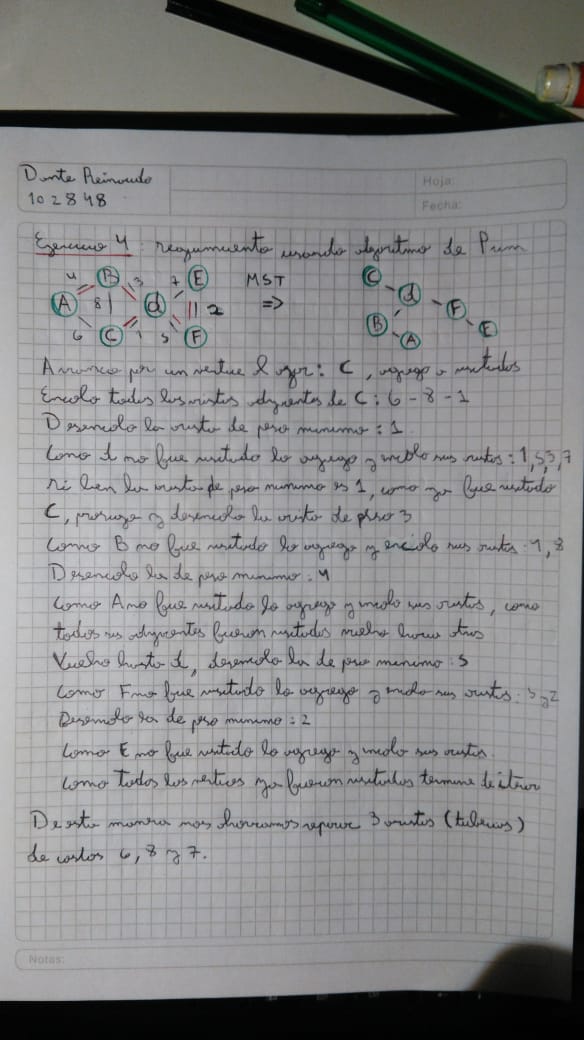 Dante Reinaudo
102848
Hoja:
Fecha:
Ejercicio 4: seguimiento usando algoritmo de Prim
4 B 3 7 E MST C
A 8 d 2 => d F
6 C 1 5 F B A E
Arranco por un vertice al azar: C, agrego a visitados
Encolo todas las aristas adyacentes de C: 6 - 8 - 1
Desencolo la arista de peso minimo: 1
Como d no fue visitado lo agrego y encolo sus aristas: 1, 5, 3, 7
si bien la arista de peso minimo es 1, como ya fue visitado
C, prosigo y desencolo la arista de peso 3
Como B no fue visitado lo agrego y encolo sus aristas: 4, 8
Desencolo la de peso minimo: 4
Como A no fue visitado lo agrego y encolo sus aristas, como
todos sus adyacentes fueron visitados vuelvo hacia atras
Vuelvo hasta d, desencolo la de peso minimo: 5
Como F no fue visitado lo agrego y encolo sus aristas: 5 y 2
Desencolo la de peso minimo: 2
Como E no fue visitado lo agrego y encolo sus aristas.
Como todos los vertices ya fueron visitados termine de iterar
De esta manera nos ahorramos reparar 3 aristas (tuberias)
de costos 6, 8 y 7.
Notas: